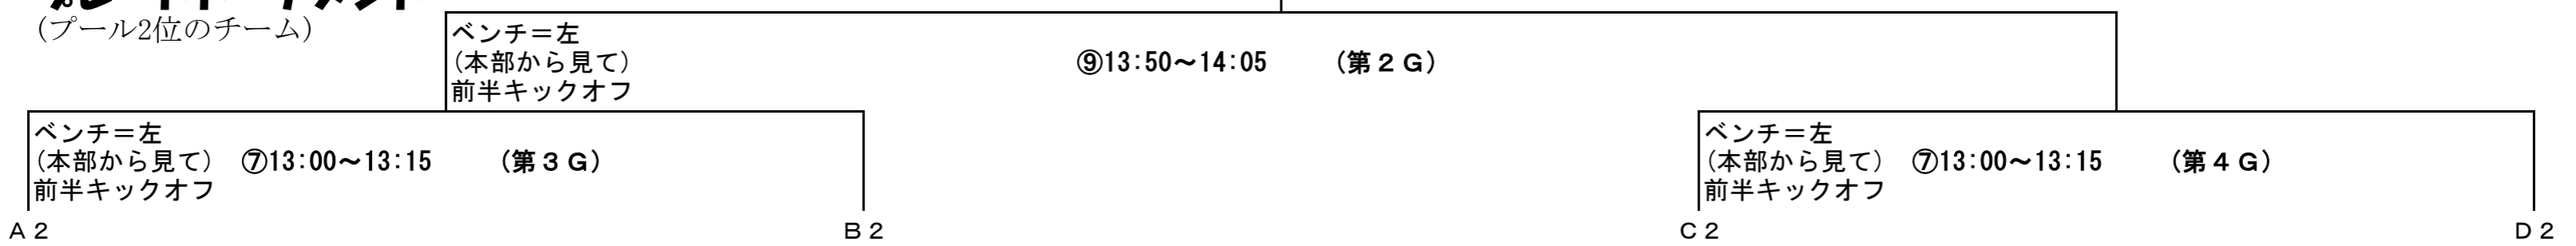 (プール2位のチーム)
ベンチ＝左
(本部から見て)
前半キックオフ
⑨13:50～14:05 (第２Ｇ)
ベンチ＝左
(本部から見て)
前半キックオフ
⑦13:00～13:15 (第３Ｇ)
ベンチ＝左
(本部から見て)
前半キックオフ
⑦13:00～13:15 (第４Ｇ)
Ａ２
Ｂ２
Ｃ２
Ｄ２